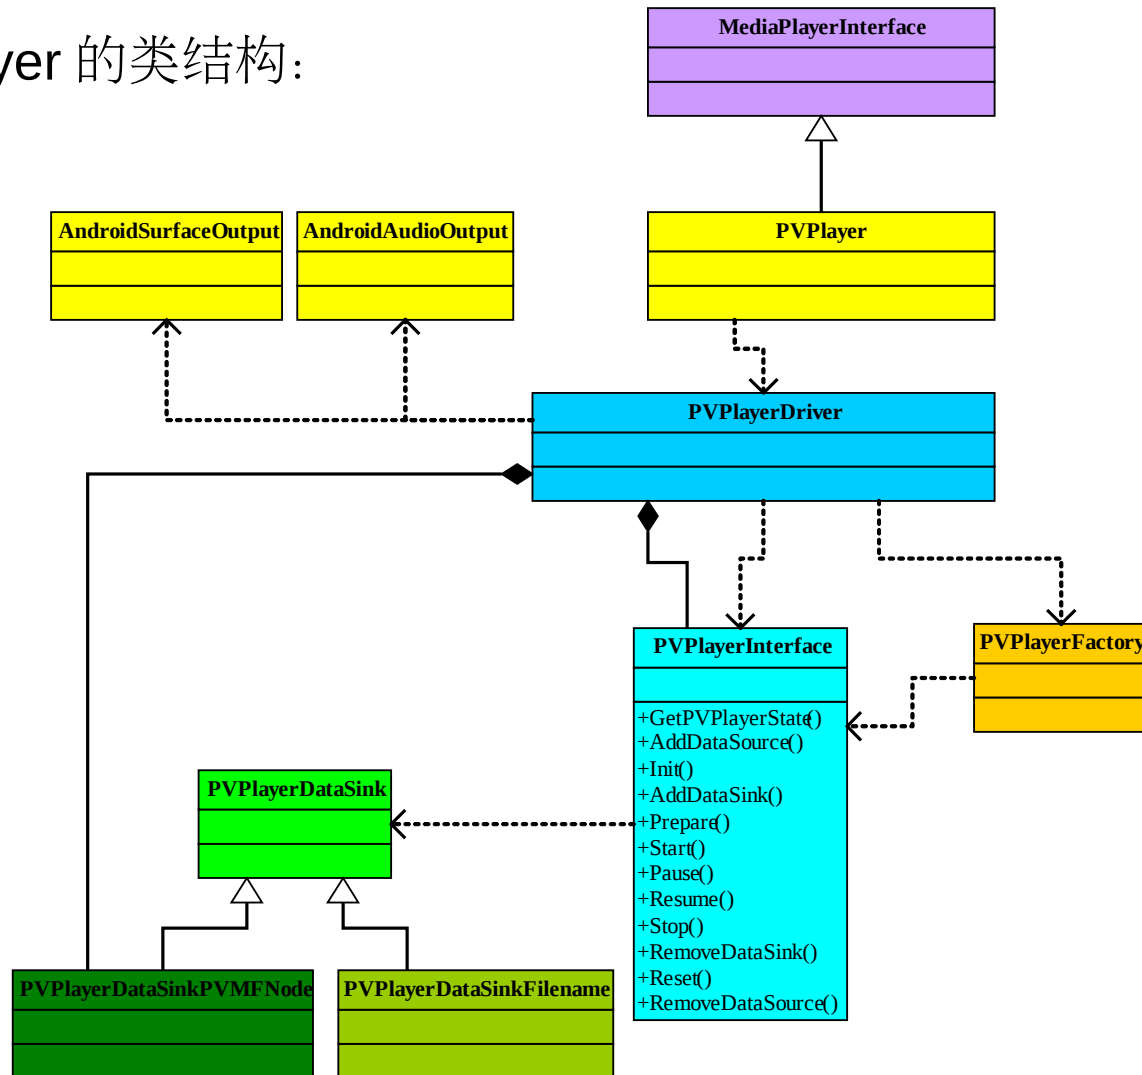 yer 的类结构:
MediaPlayerInterface
AndroidSurfaceOutput
AndroidAudioOutput
PVPlayer
PVPlayerDriver
PVPlayerInterface
+GetPVPlayerState()
+AddDataSource()
+Init()
+AddDataSink()
+Prepare()
+Start()
+Pause()
+Resume()
+Stop()
+RemoveDataSink()
+Reset()
+RemoveDataSource()
PVPlayerFactory
PVPlayerDataSink
PVPlayerDataSinkPVMFNode
PVPlayerDataSinkFilename